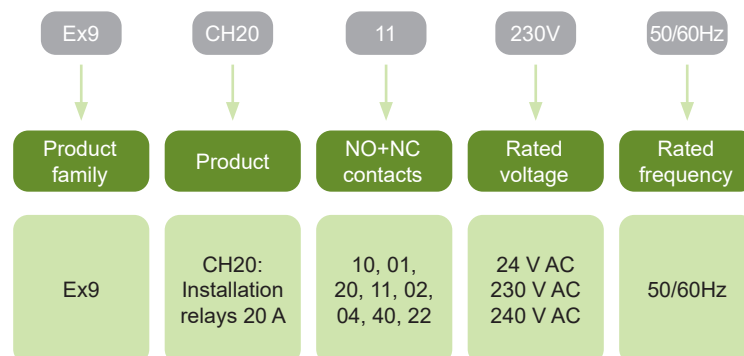 Ex9
CH20
11
230V
50/60Hz
Product
family
Product
NO+NC
contacts
Rated
voltage
Rated
frequency
Ex9
CH20:
Installation
relays 20 A
10, 01,
20, 11, 02,
04, 40, 22
24 V AC
230 V AC
240 V AC
50/60Hz